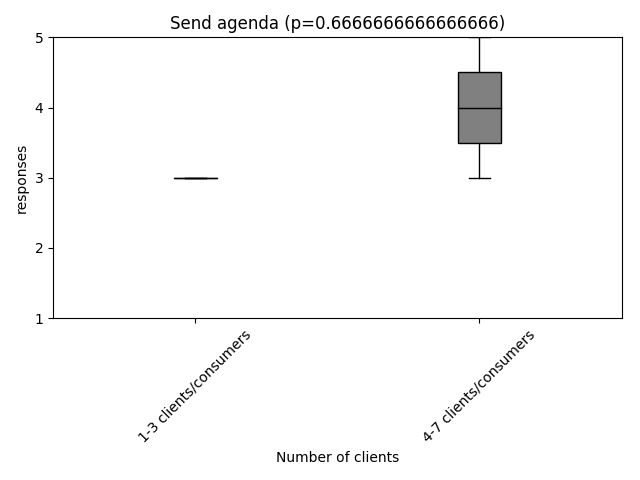 Send agenda (p=0.6666666666666666)
responses
5
4
3
2
1
1-3 clients/consumers
4-7 clients/consumers
Number of clients